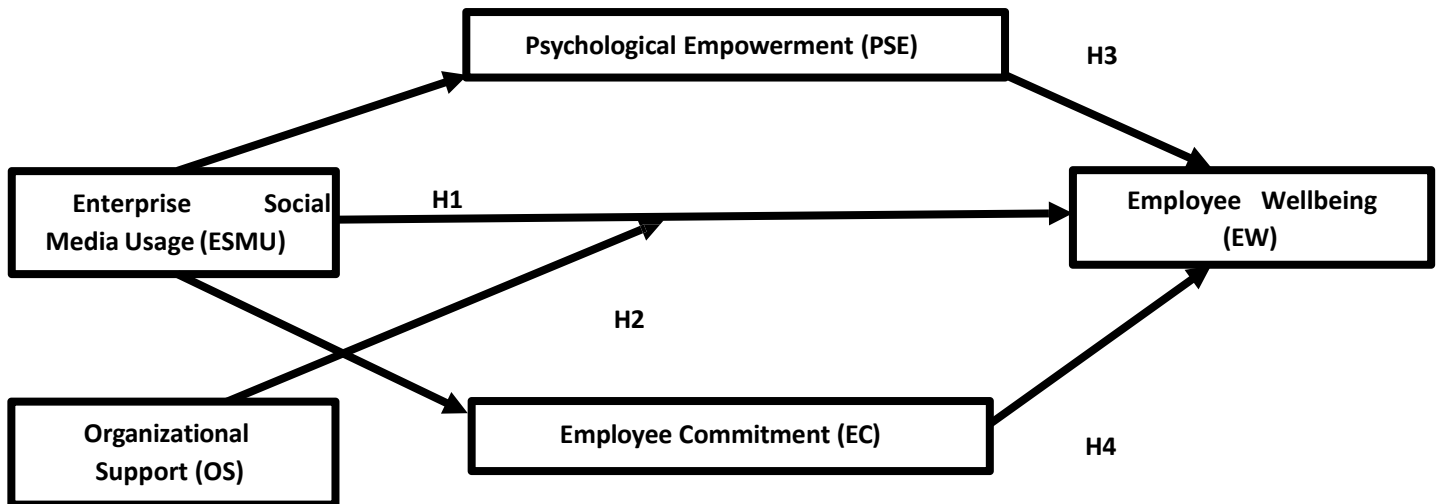 Psychological Empowerment (PSE)
H3
Enterprise Social
Media Usage (ESMU)
H1
Employee Wellbeing
(EW)
H2
Organizational
Support (OS)
Employee Commitment (EC)
H4